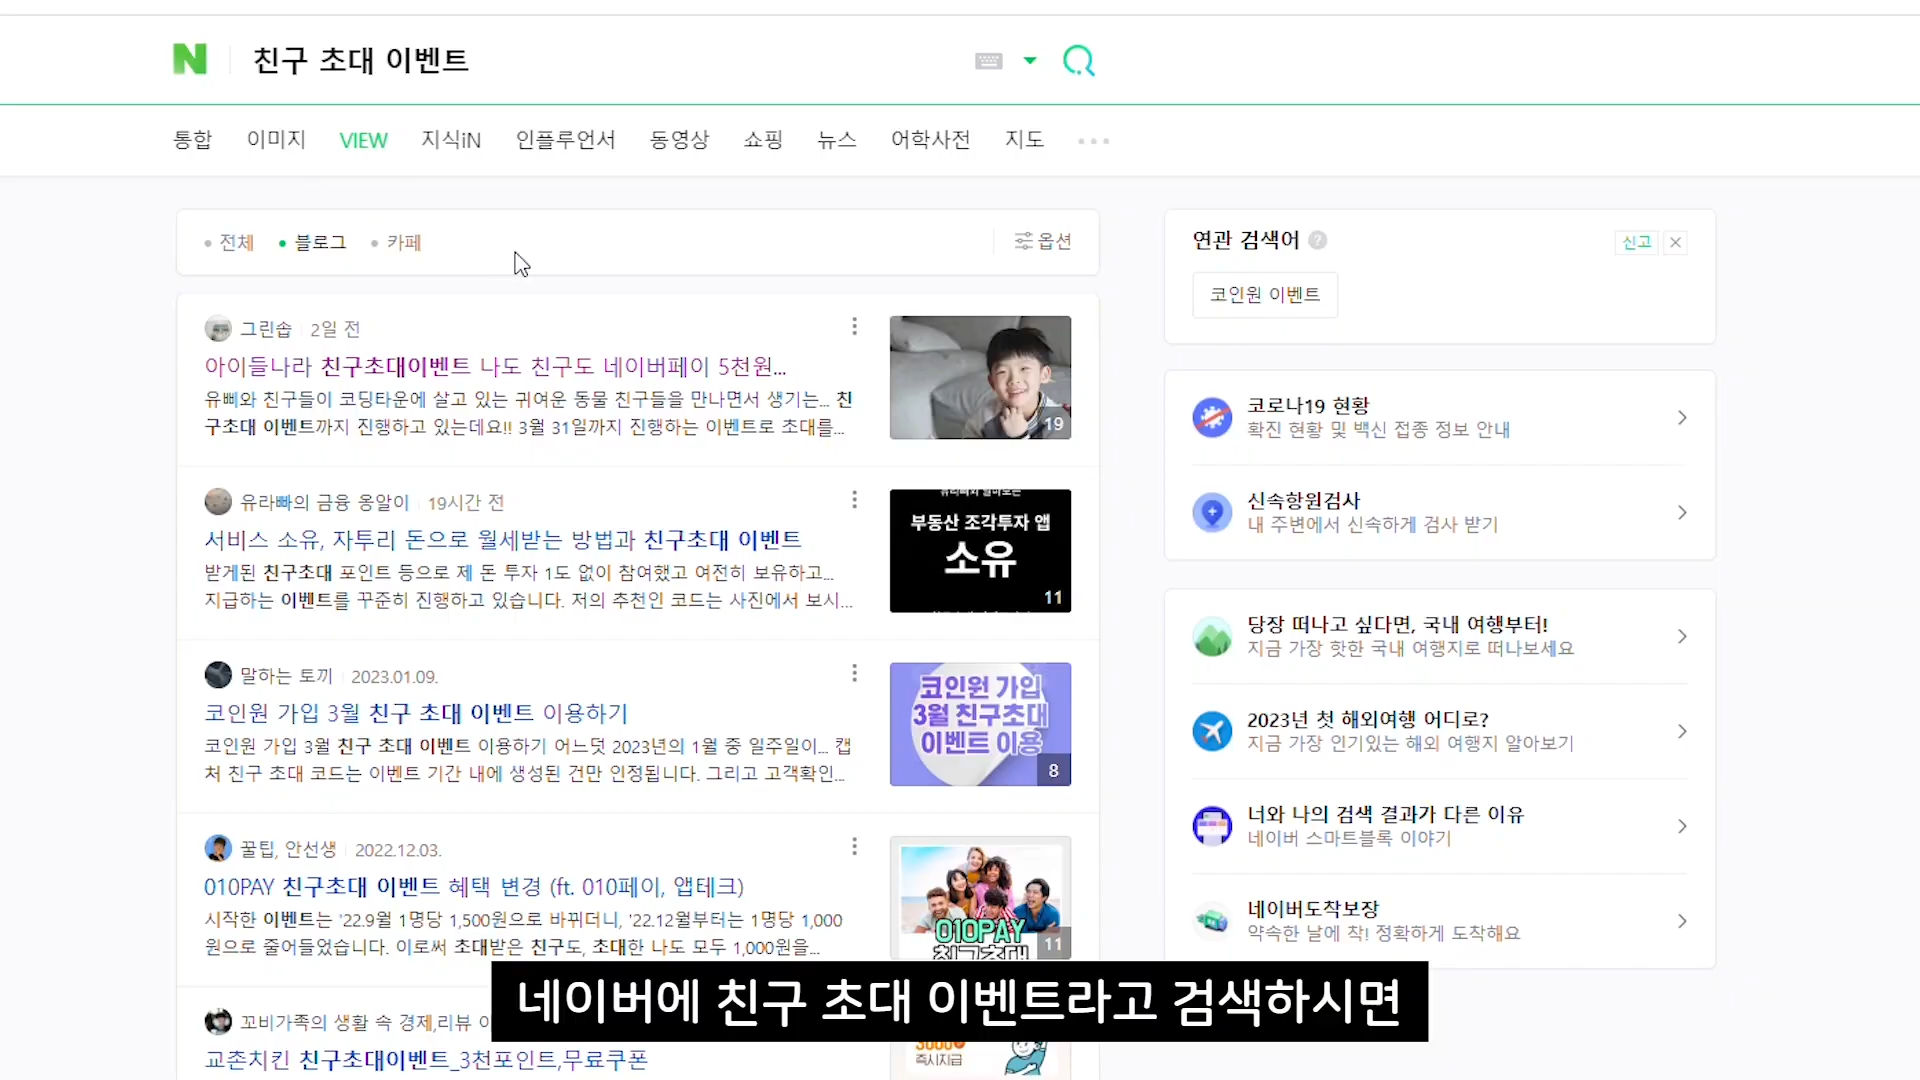 N 친구 초대 이벤트
통합 이미지 VIEW 지식iN 인플루언서 동영상 쇼핑 뉴스 어학사전 지도
전체 블로그 카페 옵션
그린솝 2일 전
아이들나라 친구초대이벤트 나도 친구도 네이버페이 5천원...
유삐와 친구들이 코딩타운에 살고 있는 귀여운 동물 친구들을 만나면서 생기는... 친
구초대 이벤트까지 진행하고 있는데요!! 3월 31일까지 진행하는 이벤트로 초대를...
19
유라빠의 금융 옹알이 19시간 전
서비스 소유, 자투리 돈으로 월세받는 방법과 친구초대 이벤트
받게된 친구초대 포인트 등으로 제 돈 투자 1도 없이 참여했고 여전히 보유하고...
지급하는 이벤트를 꾸준히 진행하고 있습니다. 저의 추천인 코드는 사진에서 보시...
부동산 조각투자 앱
소유
11
말하는 토끼 2023.01.09.
코인원 가입 3월 친구 초대 이벤트 이용하기
코인원 가입 3월 친구 초대 이벤트 이용하기 어느덧 2023년의 1월 중 일주일이... 캡
처 친구 초대 코드는 이벤트 기간 내에 생성된 건만 인정됩니다. 그리고 고객확인...
코인원 가입
3월 친구초대
이벤트 이용
8
꿀팁, 안선생 2022.12.03.
010PAY 친구초대 이벤트 혜택 변경 (ft. 010페이, 앱테크)
시작한 이벤트는 '22.9월 1명당 1,500원으로 바뀌더니, '22.12월부터는 1명당 1,000
원으로 줄어들었습니다. 이로써 초대받은 친구도, 초대한 나도 모두 1,000원을...
010PAY
친구초대
11
꼬비가족의 생활 속 경제,리뷰
교촌치킨 친구초대이벤트_3천포인트,무료쿠폰
3000
즉시지급
연관 검색어 ? 신고
코인원 이벤트
코로나19 현황
확진 현황 및 백신 접종 정보 안내
신속항원검사
내 주변에서 신속하게 검사 받기
당장 떠나고 싶다면, 국내 여행부터!
지금 가장 핫한 국내 여행지로 떠나보세요
2023년 첫 해외여행 어디로?
지금 가장 인기있는 해외 여행지 알아보기
너와 나의 검색 결과가 다른 이유
네이버 스마트블록 이야기
네이버도착보장
약속한 날에 착! 정확하게 도착해요
네이버에 친구 초대 이벤트라고 검색하시면